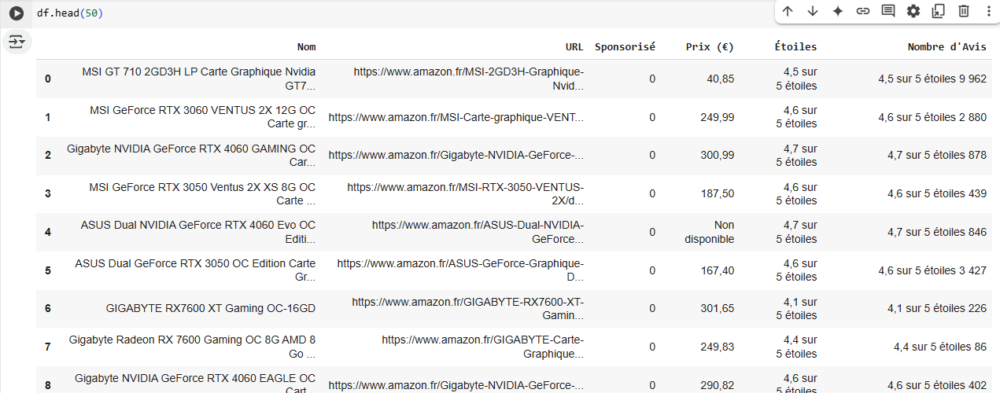 df.head(50)
Nom URL Sponsorisé Prix (€) Étoiles Nombre d'Avis
0 MSI GT 710 2GD3H LP Carte Graphique Nvidia GT7... https://www.amazon.fr/MSI-2GD3H-Graphique-Nvid... 0 40,85 4,5 sur 5 étoiles 4,5 sur 5 étoiles 9 962
1 MSI GeForce RTX 3060 VENTUS 2X 12G OC Carte gr... https://www.amazon.fr/MSI-Carte-graphique-VENT... 0 249,99 4,6 sur 5 étoiles 4,6 sur 5 étoiles 2 880
2 Gigabyte NVIDIA GeForce RTX 4060 GAMING OC Car... https://www.amazon.fr/Gigabyte-NVIDIA-GeForce-... 0 300,99 4,7 sur 5 étoiles 4,7 sur 5 étoiles 878
3 MSI GeForce RTX 3050 Ventus 2X XS 8G OC Carte ... https://www.amazon.fr/MSI-RTX-3050-VENTUS-2X/d... 0 187,50 4,6 sur 5 étoiles 4,6 sur 5 étoiles 439
4 ASUS Dual NVIDIA GeForce RTX 4060 Evo OC Editi... https://www.amazon.fr/ASUS-Dual-NVIDIA-GeForce... 0 Non disponible 4,7 sur 5 étoiles 4,7 sur 5 étoiles 846
5 ASUS Dual GeForce RTX 3050 OC Edition Carte Gr... https://www.amazon.fr/ASUS-GeForce-Graphique-D... 0 167,40 4,6 sur 5 étoiles 4,6 sur 5 étoiles 3 427
6 GIGABYTE RX7600 XT Gaming OC-16GD https://www.amazon.fr/GIGABYTE-RX7600-XT-Gamin... 0 301,65 4,1 sur 5 étoiles 4,1 sur 5 étoiles 226
7 Gigabyte Radeon RX 7600 Gaming OC 8G AMD 8 Go ... https://www.amazon.fr/GIGABYTE-Carte-Graphique... 0 249,83 4,4 sur 5 étoiles 4,4 sur 5 étoiles 86
8 Gigabyte NVIDIA GeForce RTX 4060 EAGLE OC Cart... https://www.amazon.fr/Gigabyte-NVIDIA-GeForce-... 0 290,82 4,6 sur 5 étoiles 4,6 sur 5 étoiles 402